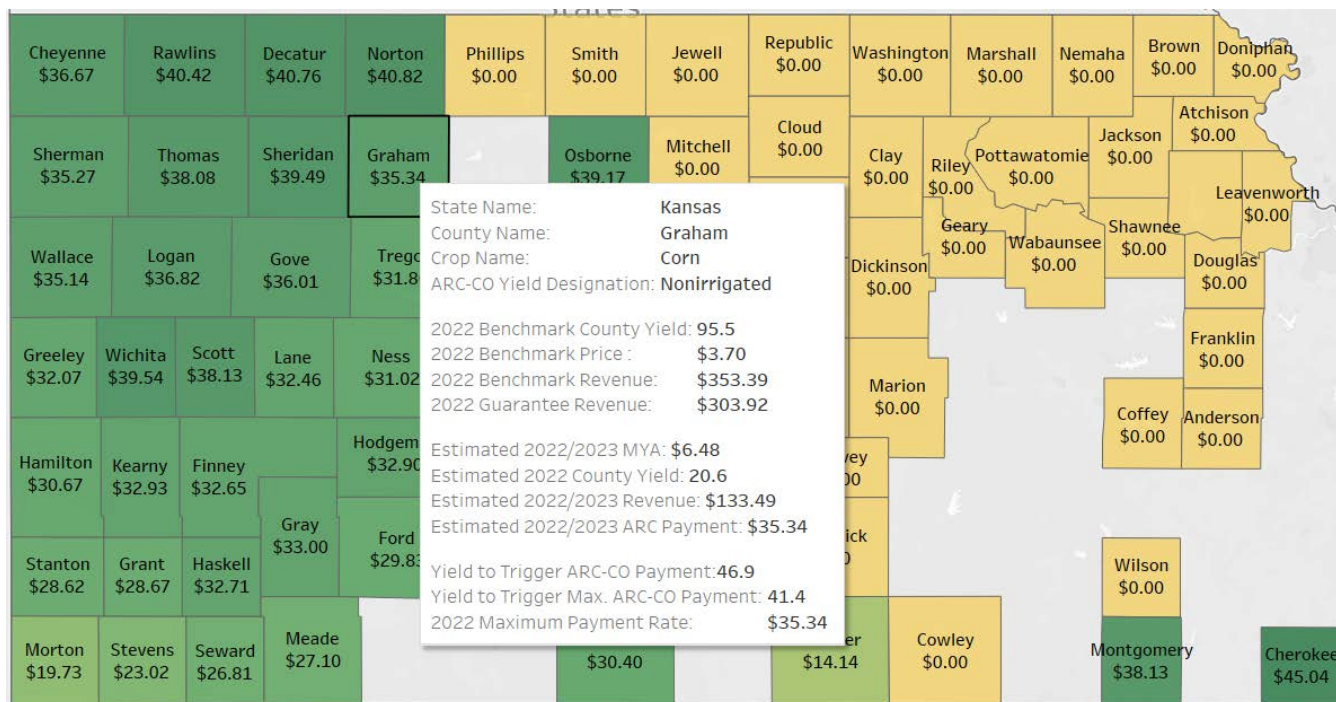 States
Cheyenne
$36.67
Rawlins
$40.42
Decatur
$40.76
Norton
$40.82
Phillips
$0.00
Smith
$0.00
Jewell
$0.00
Republic
$0.00
Washington
$0.00
Marshall
$0.00
Nemaha
$0.00
Brown
$0.00
Doniphan
$0.00
Sherman
$35.27
Thomas
$38.08
Sheridan
$39.49
Graham
$35.34
Osborne
$39.17
Mitchell
$0.00
Cloud
$0.00
Clay
$0.00
Riley
$0.00
Pottawatomie
$0.00
Jackson
$0.00
Atchison
$0.00
Leavenworth
$0.00
Wallace
$35.14
Logan
$36.82
Gove
$36.01
Dickinson
$0.00
Geary
$0.00
Wabaunsee
$0.00
Shawnee
$0.00
Douglas
$0.00
Greeley
$32.07
Wichita
$39.54
Scott
$38.13
Lane
$32.46
Ness
$31.02
Marion
$0.00
Franklin
$0.00
Coffey
$0.00
Anderson
$0.00
Hamilton
$30.67
Kearny
$32.93
Finney
$32.65
Hodgem
$32.90
Gray
$33.00
Ford
$29.83
Stanton
$28.62
Grant
$28.67
Haskell
$32.71
Wilson
$0.00
Morton
$19.73
Stevens
$23.02
Seward
$26.81
Meade
$27.10
$30.40
er
$14.14
Cowley
$0.00
Montgomery
$38.13
Cherokee
$45.04
State Name: Kansas
County Name: Graham
Crop Name: Corn
ARC-CO Yield Designation: Nonirrigated
2022 Benchmark County Yield: 95.5
2022 Benchmark Price : $3.70
2022 Benchmark Revenue: $353.39
2022 Guarantee Revenue: $303.92
Estimated 2022/2023 MYA: $6.48
Estimated 2022 County Yield: 20.6
Estimated 2022/2023 Revenue: $133.49
Estimated 2022/2023 ARC Payment: $35.34
Yield to Trigger ARC-CO Payment:46.9
Yield to Trigger Max. ARC-CO Payment: 41.4
2022 Maximum Payment Rate: $35.34